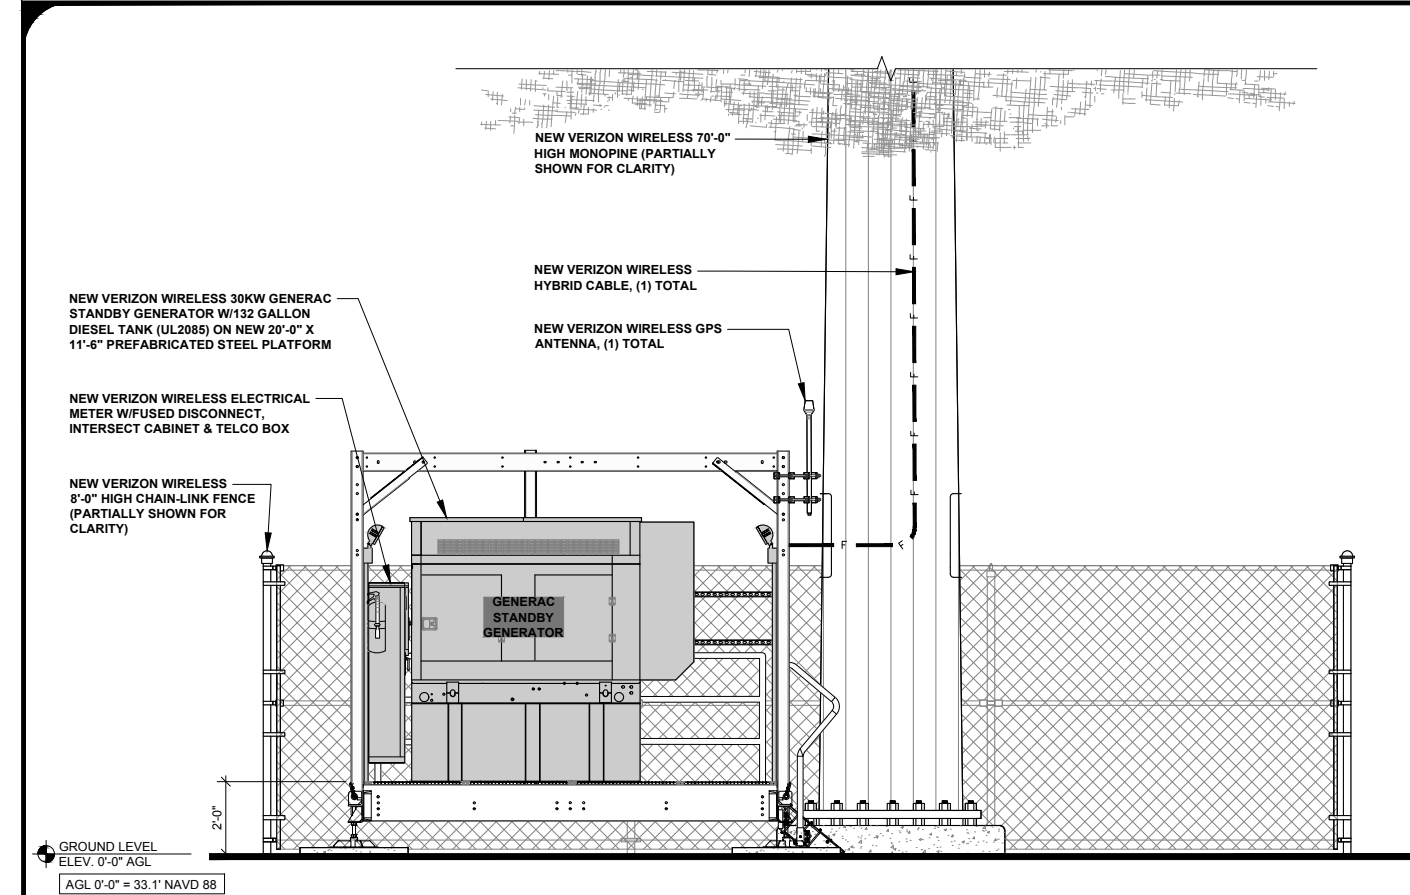 NEW VERIZON WIRELESS 70'-0"
HIGH MONOPINE (PARTIALLY
SHOWN FOR CLARITY)
NEW VERIZON WIRELESS
HYBRID CABLE, (1) TOTAL
NEW VERIZON WIRELESS GPS
ANTENNA, (1) TOTAL
NEW VERIZON WIRELESS 30KW GENERAC
STANDBY GENERATOR W/132 GALLON
DIESEL TANK (UL2085) ON NEW 20'-0" X
11'-6" PREFABRICATED STEEL PLATFORM
NEW VERIZON WIRELESS ELECTRICAL
METER W/FUSED DISCONNECT,
INTERSECT CABINET & TELCO BOX
NEW VERIZON WIRELESS
8'-0" HIGH CHAIN-LINK FENCE
(PARTIALLY SHOWN FOR
CLARITY)
F
F
F
F
F
F
F
F
F
F
GENERAC
STANDBY
GENERATOR
2'-0"
GROUND LEVEL
ELEV. 0'-0" AGL
AGL 0'-0" = 33.1' NAVD 88